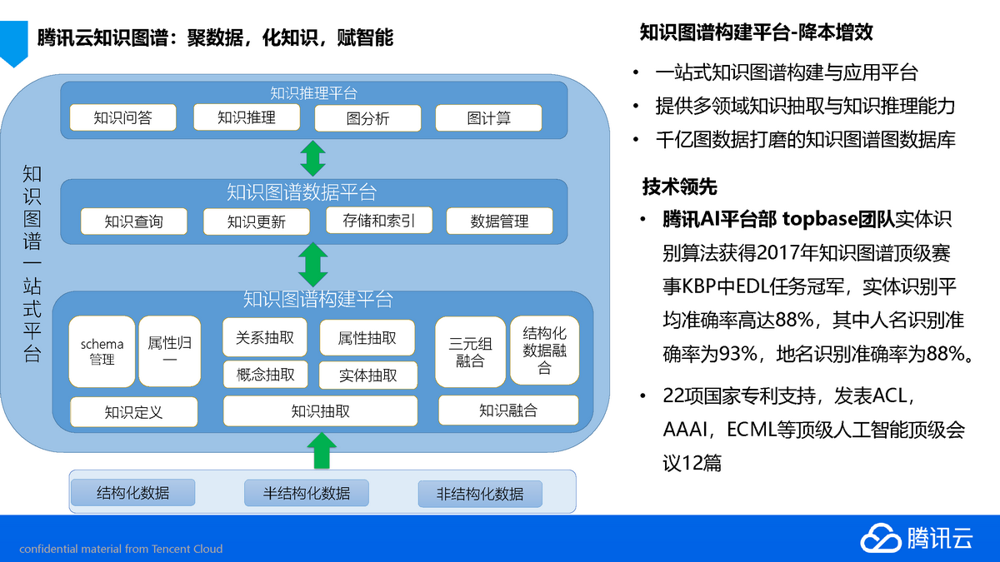 腾讯云知识图谱：聚数据，化知识，赋智能
知识图谱一站式平台
知识推理平台
知识问答
知识推理
图分析
图计算
知识图谱数据平台
知识查询
知识更新
存储和索引
数据管理
知识图谱构建平台
schema
管理
属性归
一
关系抽取
属性抽取
概念抽取
实体抽取
三元组
融合
结构化
数据融
合
知识定义
知识抽取
知识融合
结构化数据
半结构化数据
非结构化数据
知识图谱构建平台-降本增效
• 一站式知识图谱构建与应用平台
• 提供多领域知识抽取与知识推理能力
• 千亿图数据打磨的知识图谱图数据库
技术领先
• 腾讯AI平台部 topbase团队实体识
别算法获得2017年知识图谱顶级赛
事KBP中EDL任务冠军，实体识别平
均准确率高达88%，其中人名识别准
确率为93%，地名识别准确率为88%。
• 22项国家专利支持，发表ACL，
AAAI，ECML等顶级人工智能顶级会
议12篇
confidential material from Tencent Cloud
腾讯云